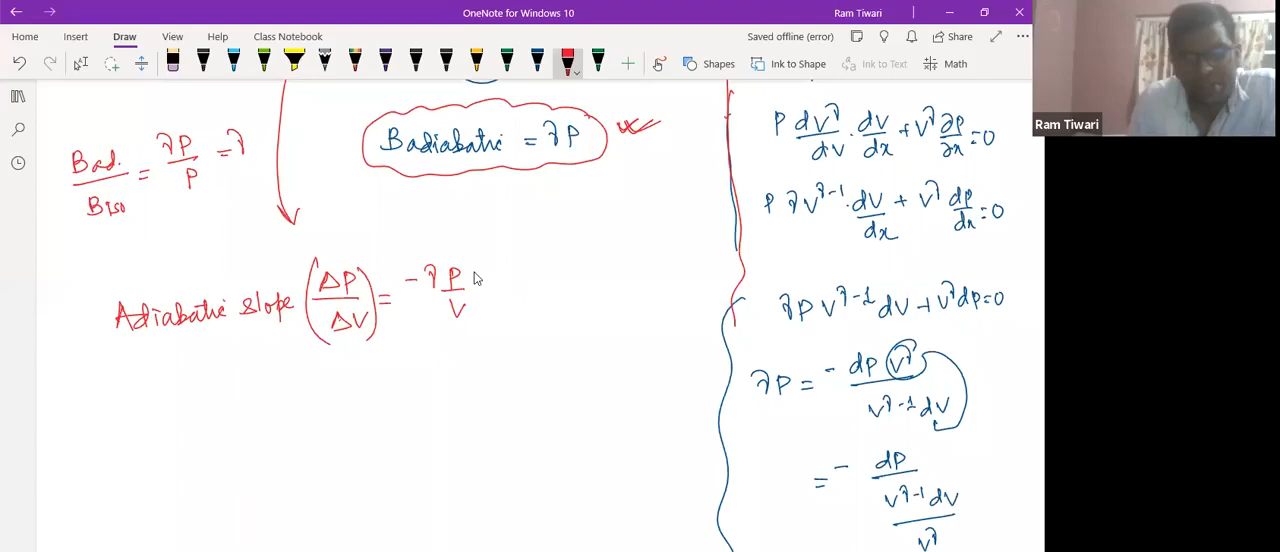 OneNote for Windows 10
Ram Tiwari
Home Insert Draw View Help Class Notebook
Saved offline (error) Share
Shapes Ink to Shape Ink to Text Math
Ram Tiwari
Badiabatic = γP
Bad. / Biso = γP / P = γ
Adiabatic slope (ΔP / ΔV) = -γP / V
P dV^γ / dV . dV / dx + V^γ ∂P / ∂x = 0
P γV^γ-1 . dV / dx + V^γ dP / dx = 0
γP V^γ-1 dV + V^γ dP = 0
γP = - dP V^γ / V^γ-1 dV
= - dP / V^γ-1 dV / V^γ